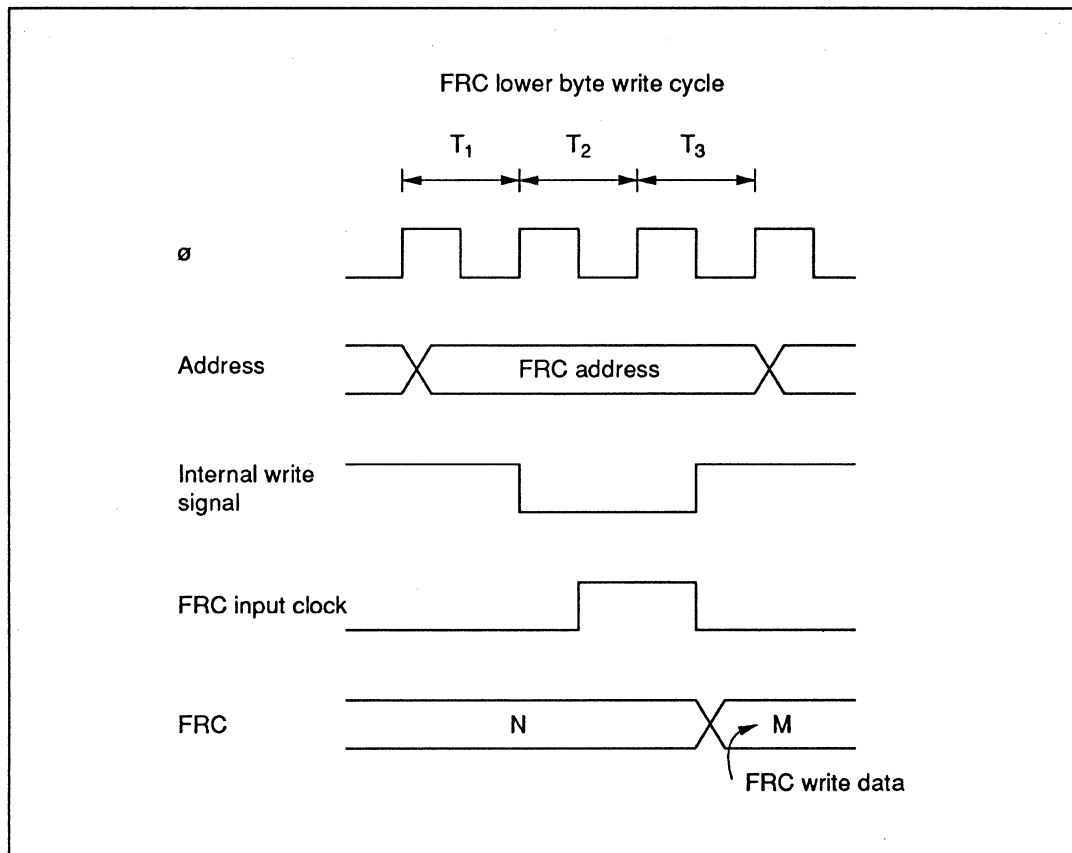 FRC lower byte write cycle
T1 T2 T3
ø
Address FRC address
Internal write
signal
FRC input clock
FRC N M
FRC write data